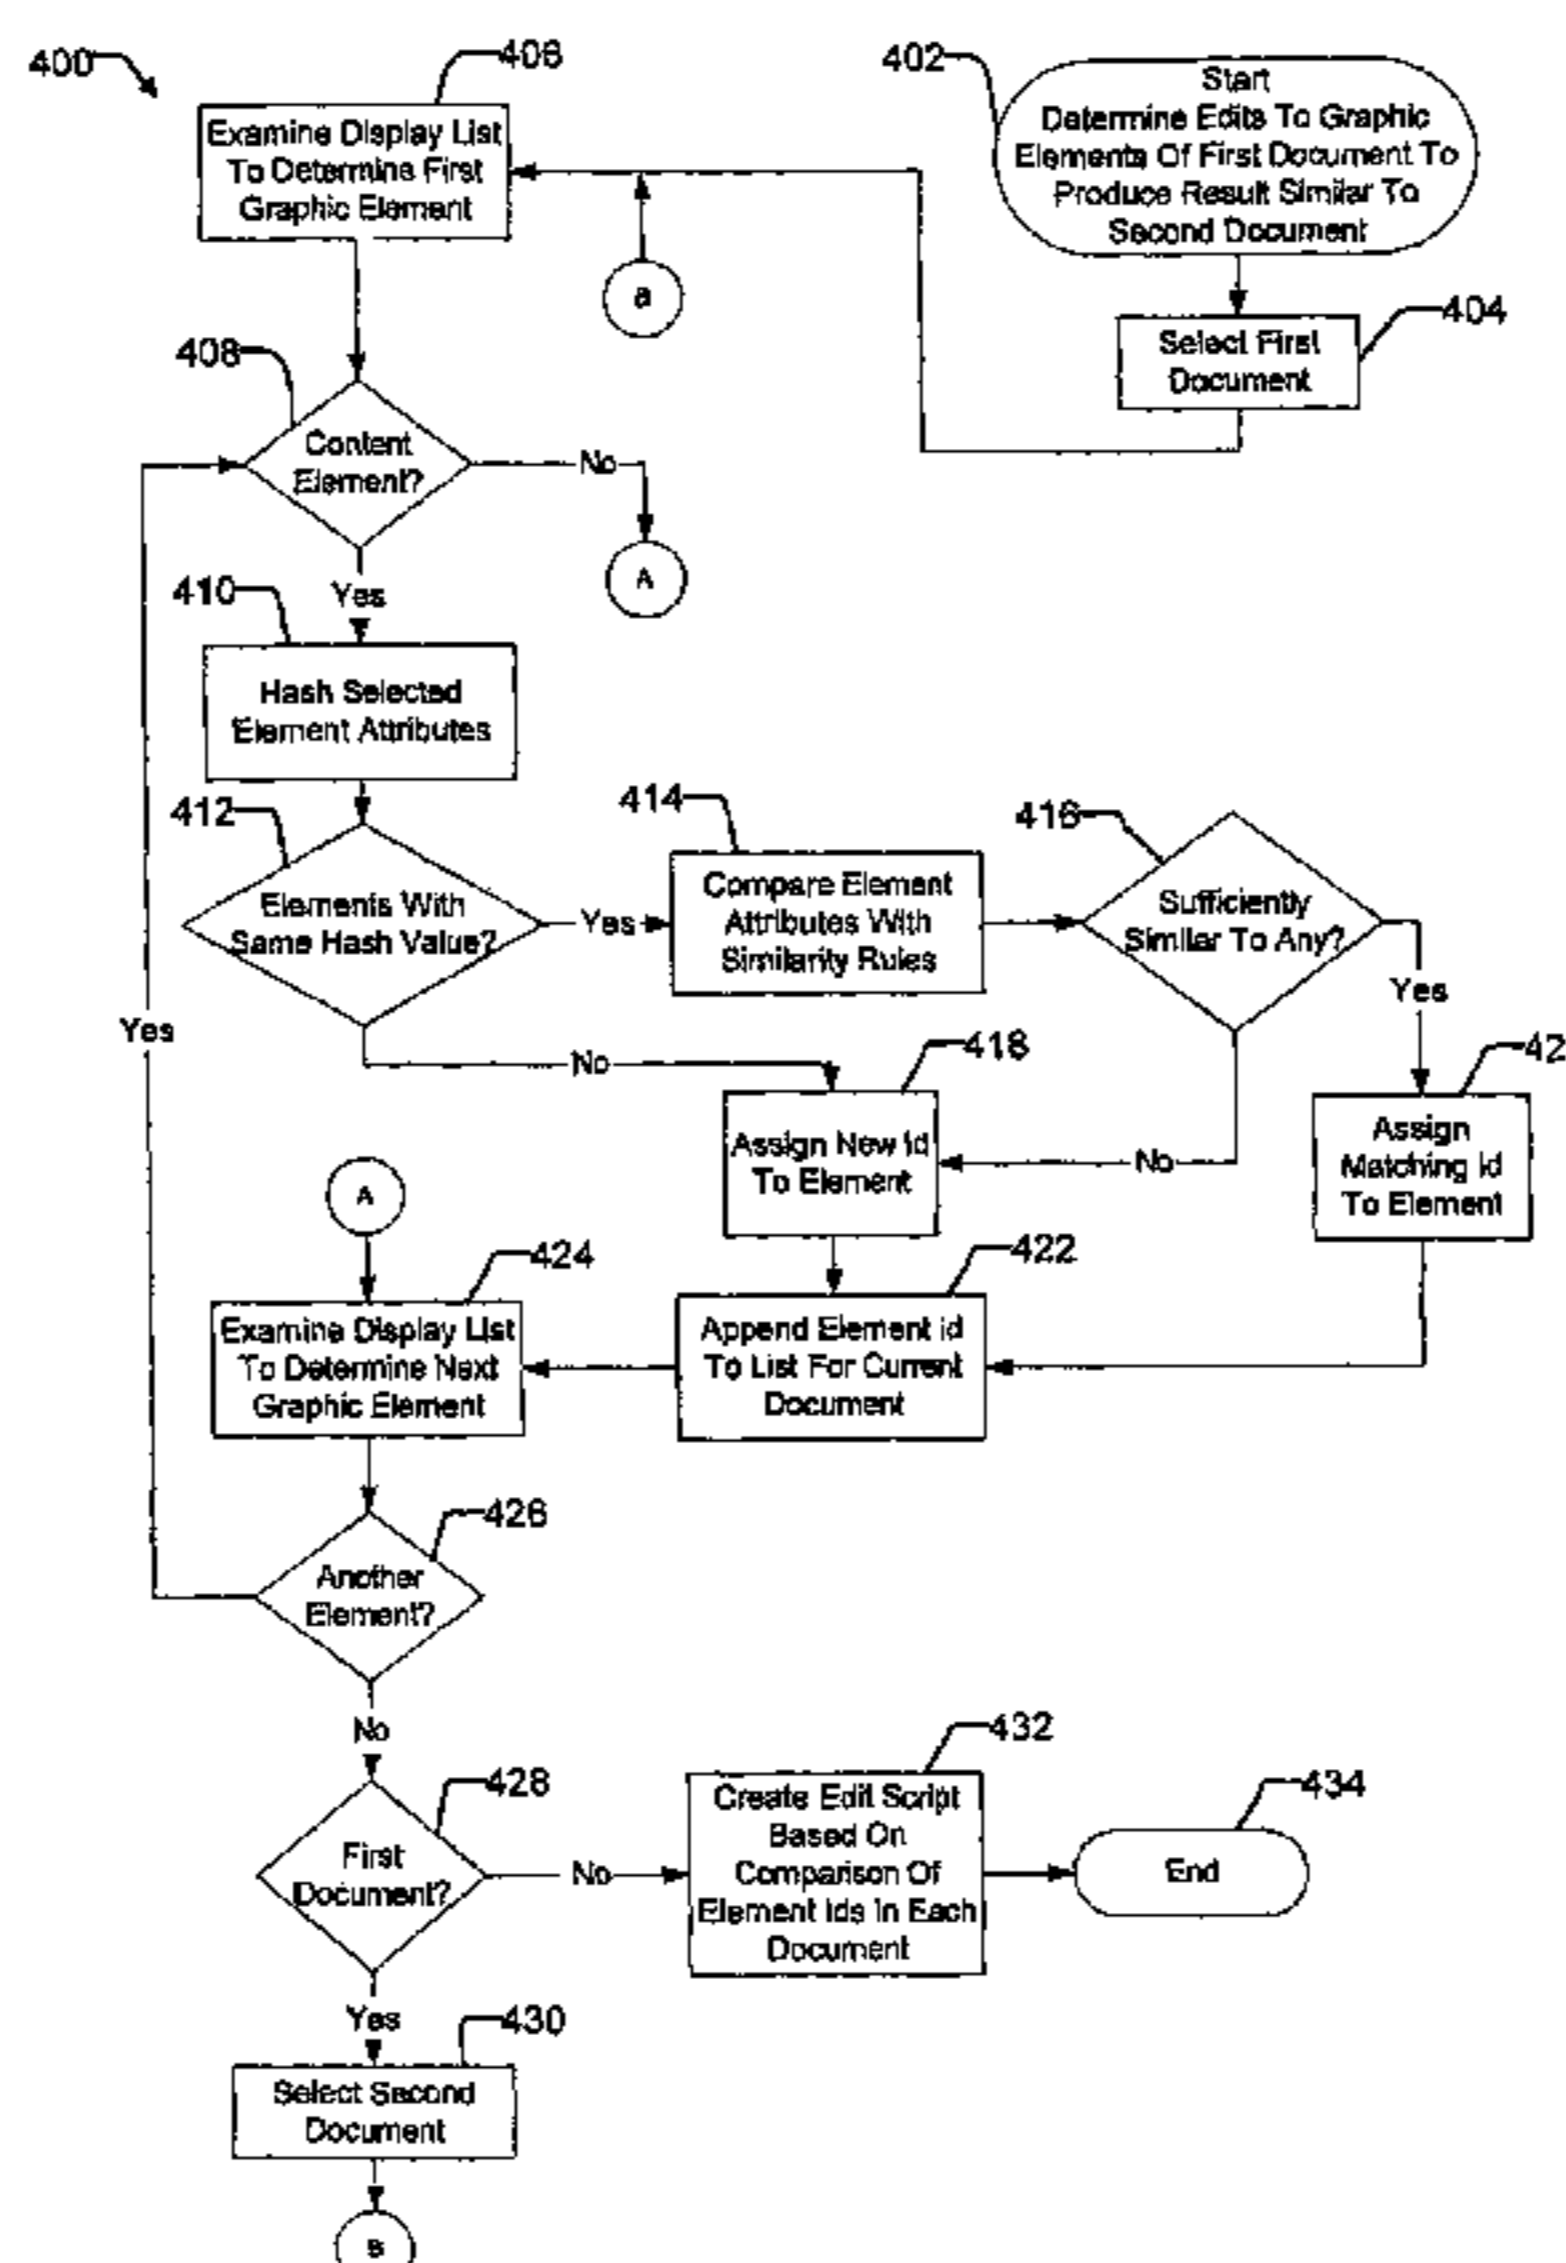 400
406
Examine Display List
To Determine First
Graphic Element
402
Start
Determine Edits To Graphic
Elements Of First Document To
Produce Result Similar To
Second Document
404
Select First
Document
408
Content
Element?
No
A
Yes
410
Hash Selected
Element Attributes
412
Elements With
Same Hash Value?
Yes
414
Compare Element
Attributes With
Similarity Rules
416
Sufficiently
Similar To Any?
Yes
Yes
No
418
Assign New Id
To Element
No
42
Assign
Matching Id
To Element
A
424
Examine Display List
To Determine Next
Graphic Element
422
Append Element Id
To List For Current
Document
426
Another
Element?
No
428
First
Document?
No
432
Create Edit Script
Based On
Comparison Of
Element Ids In Each
Document
434
End
Yes
430
Select Second
Document